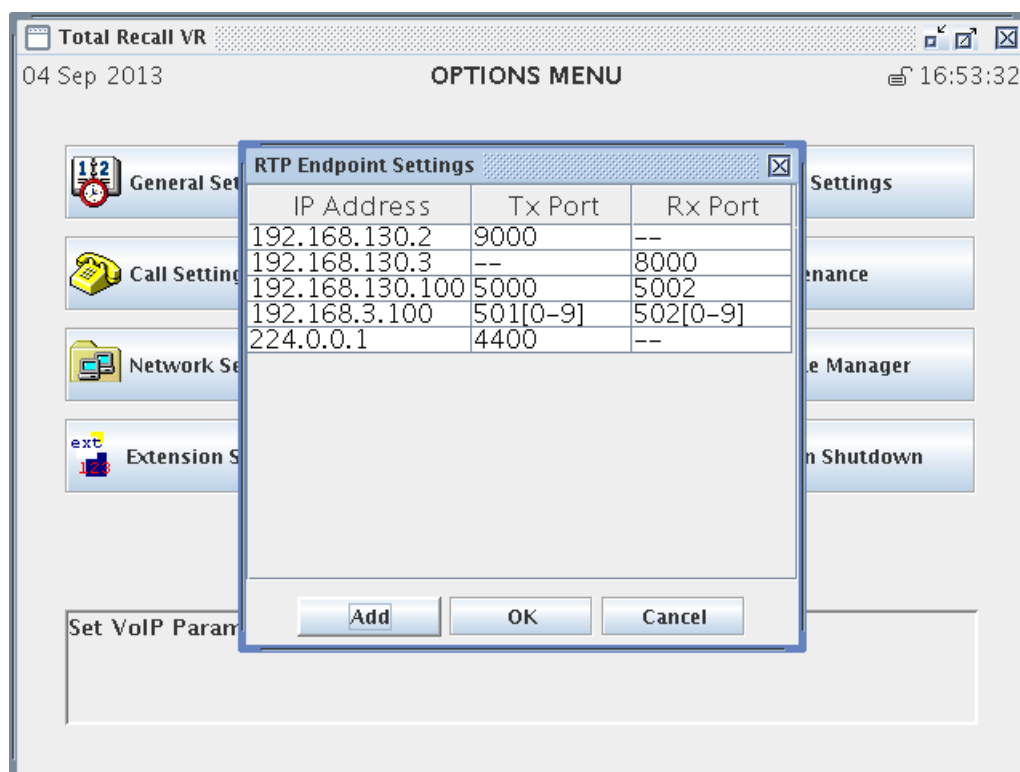 Total Recall VR
04 Sep 2013 OPTIONS MENU 16:53:32
RTP Endpoint Settings
IP Address Tx Port Rx Port
192.168.130.2 9000 --
192.168.130.3 -- 8000
192.168.130.100 5000 5002
192.168.3.100 501[0-9] 502[0-9]
224.0.0.1 4400 --
1 2
General Set
Settings
Call Setting
enance
Network Se
e Manager
ext
123
Extension S
n Shutdown
Add OK Cancel
Set VoIP Param